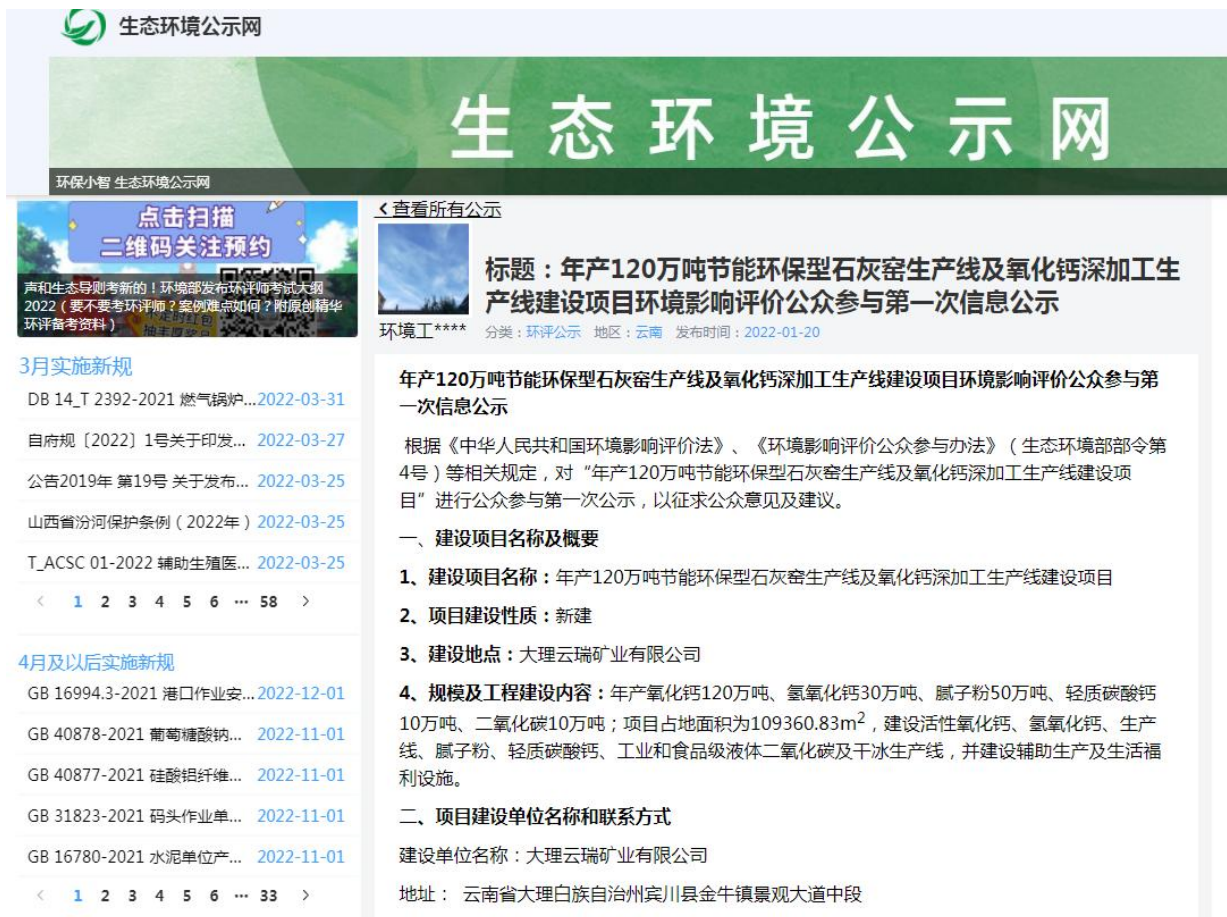 生态环境公示网
生态环境公示网
环保小智 生态环境公示网
点击扫描
二维码关注预约
声和生态导则考新的！环境部发布环评师考试大纲
2022（要不要考环评师？案例难点如何？附原创精华
环评备考资料）
3月实施新规
DB 14_T 2392-2021 燃气锅炉...2022-03-31
自府规〔2022〕1号关于印发... 2022-03-27
公告2019年 第19号 关于发布... 2022-03-25
山西省汾河保护条例（2022年）2022-03-25
T_ACSC 01-2022 辅助生殖医... 2022-03-25
< 1 2 3 4 5 6 ··· 58 >
4月及以后实施新规
GB 16994.3-2021 港口作业安...2022-12-01
GB 40878-2021 葡萄糖酸钠... 2022-11-01
GB 40877-2021 硅酸铝纤维... 2022-11-01
GB 31823-2021 码头作业单... 2022-11-01
GB 16780-2021 水泥单位产... 2022-11-01
< 1 2 3 4 5 6 ··· 33 >
<查看所有公示
标题：年产120万吨节能环保型石灰窑生产线及氧化钙深加工生
产线建设项目环境影响评价公众参与第一次信息公示
环境工****
分类：环评公示 地区：云南 发布时间：2022-01-20
年产120万吨节能环保型石灰窑生产线及氧化钙深加工生产线建设项目环境影响评价公众参与第
一次信息公示
根据《中华人民共和国环境影响评价法》、《环境影响评价公众参与办法》（生态环境部部令第
4号）等相关规定，对“年产120万吨节能环保型石灰窑生产线及氧化钙深加工生产线建设项
目”进行公众参与第一次公示，以征求公众意见及建议。
一、建设项目名称及概要
1、建设项目名称：年产120万吨节能环保型石灰窑生产线及氧化钙深加工生产线建设项目
2、项目建设性质：新建
3、建设地点：大理云瑞矿业有限公司
4、规模及工程建设内容：年产氧化钙120万吨、氢氧化钙30万吨、腻子粉50万吨、轻质碳酸钙
10万吨、二氧化碳10万吨；项目占地面积为109360.83m²，建设活性氧化钙、氢氧化钙、生产
线、腻子粉、轻质碳酸钙、工业和食品级液体二氧化碳及干冰生产线，并建设辅助生产及生活福
利设施。
二、项目建设单位名称和联系方式
建设单位名称：大理云瑞矿业有限公司
地址： 云南省大理白族自治州宾川县金牛镇景观大道中段